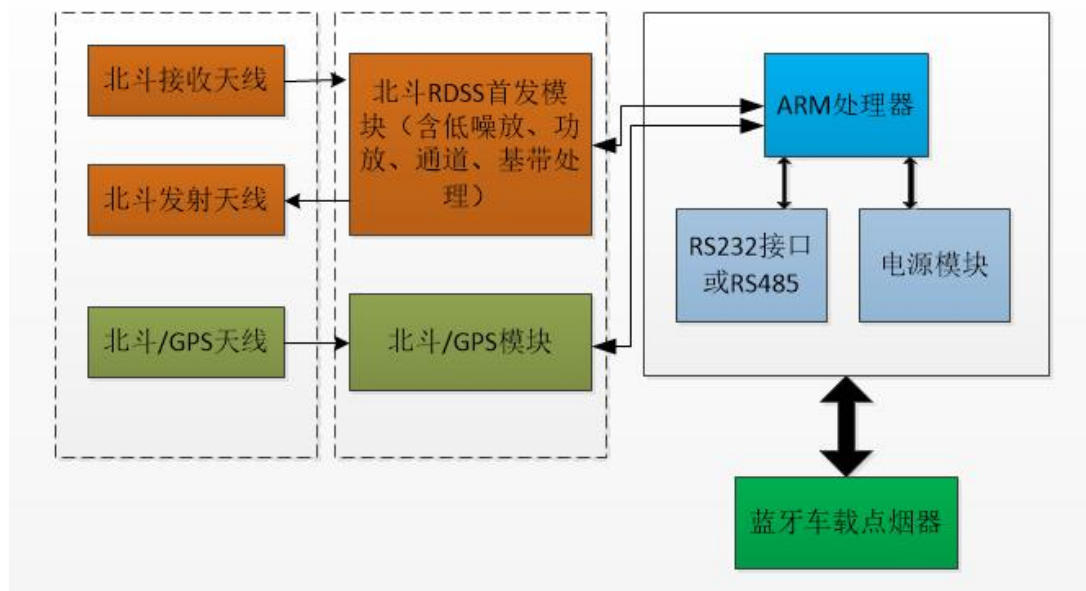 北斗接收天线
北斗RDSS首发模
块（含低噪放、功
放、通道、基带处
理）
北斗发射天线
北斗/GPS天线
北斗/GPS模块
ARM处理器
RS232接口
或RS485
电源模块
蓝牙车载点烟器